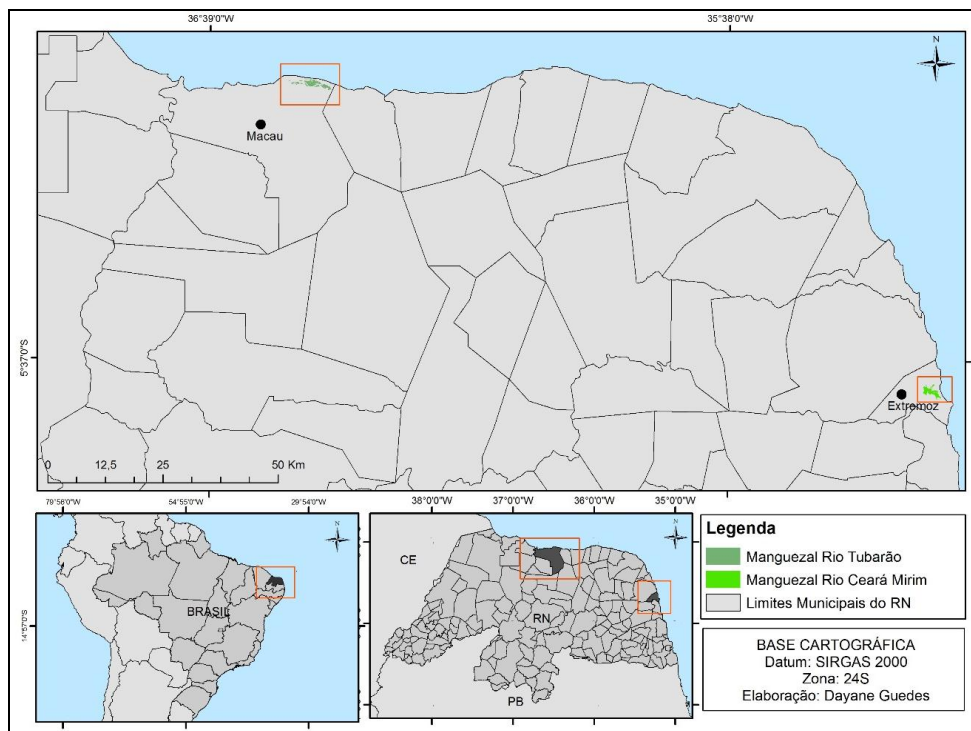 36°39'0"W
35°38'0"W
N
Macau
5°37'0"S
Extremoz
0
12,5
25
50 Km
79°58'0"W
54°55'0"W
29°54'0"W
N
BRASIL
14°57'0"W
38°0'0"W
37°0'0"W
36°0'0"W
35°0'0"W
N
CE
RN
PB
Legenda
Manguezal Rio Tubarão
Manguezal Rio Ceará Mirim
Limites Municipais do RN
BASE CARTOGRÁFICA
Datum: SIRGAS 2000
Zona: 24S
Elaboração: Dayane Guedes